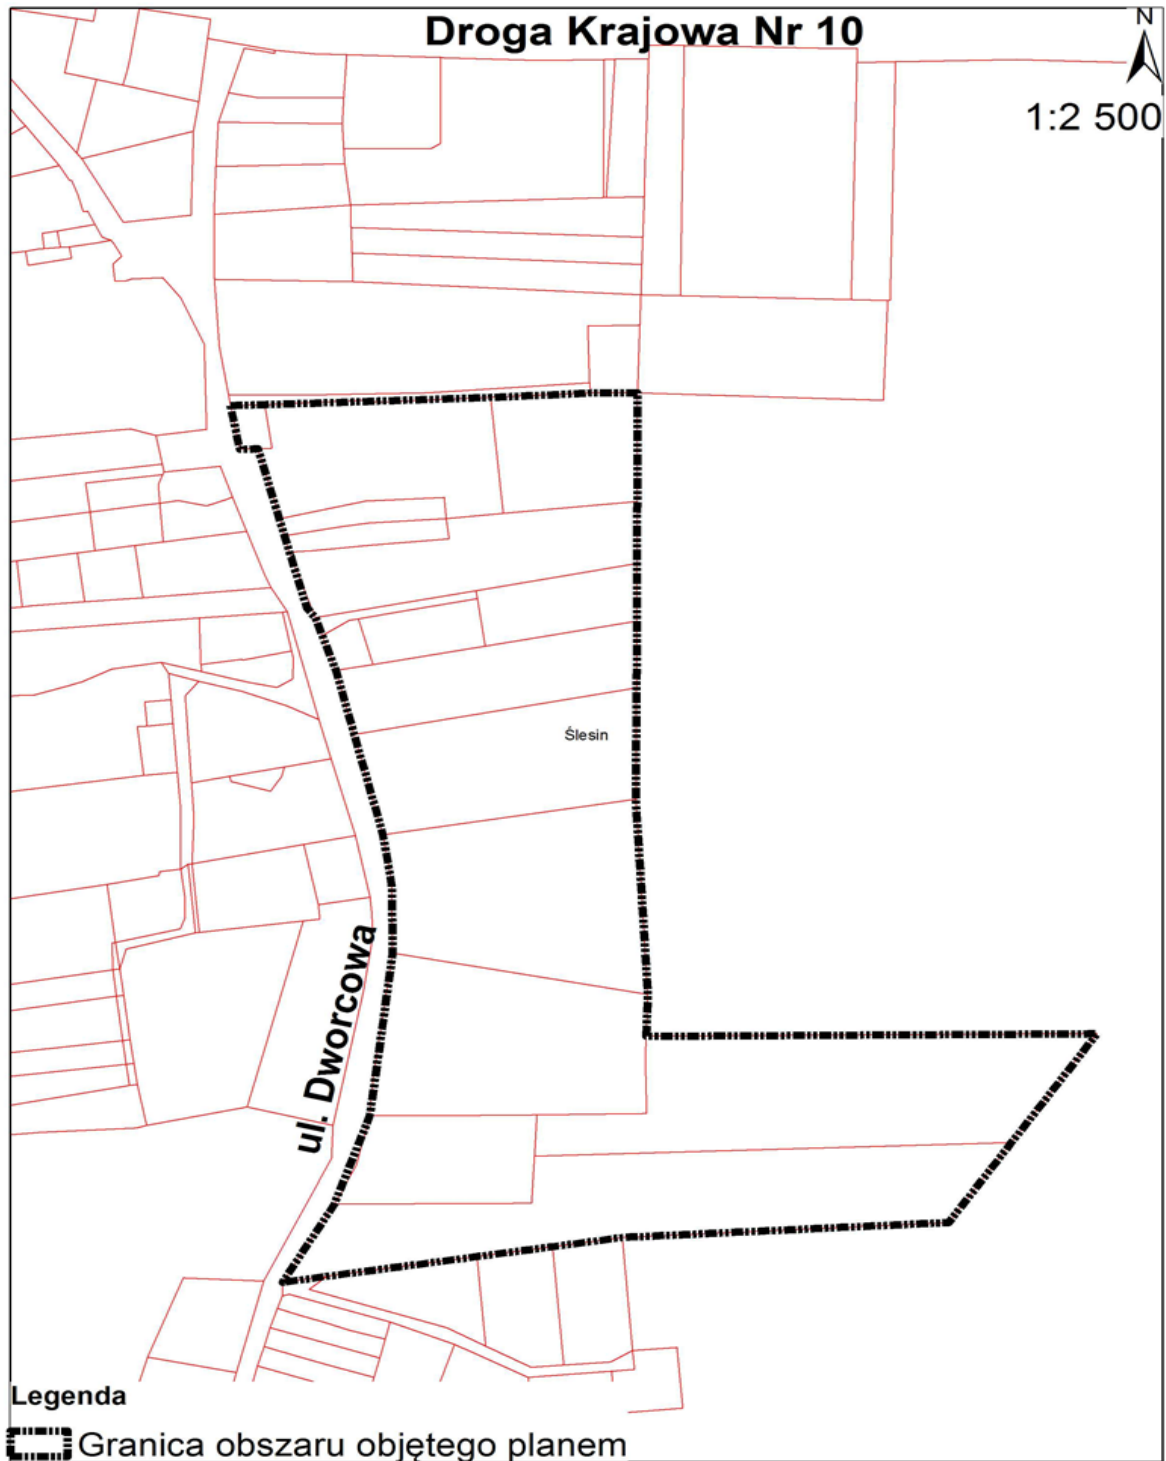 Droga Krajowa Nr 10
N
1:2 500
Ślesin
ul. Dworcowa
Legenda
Granica obszaru objętego planem